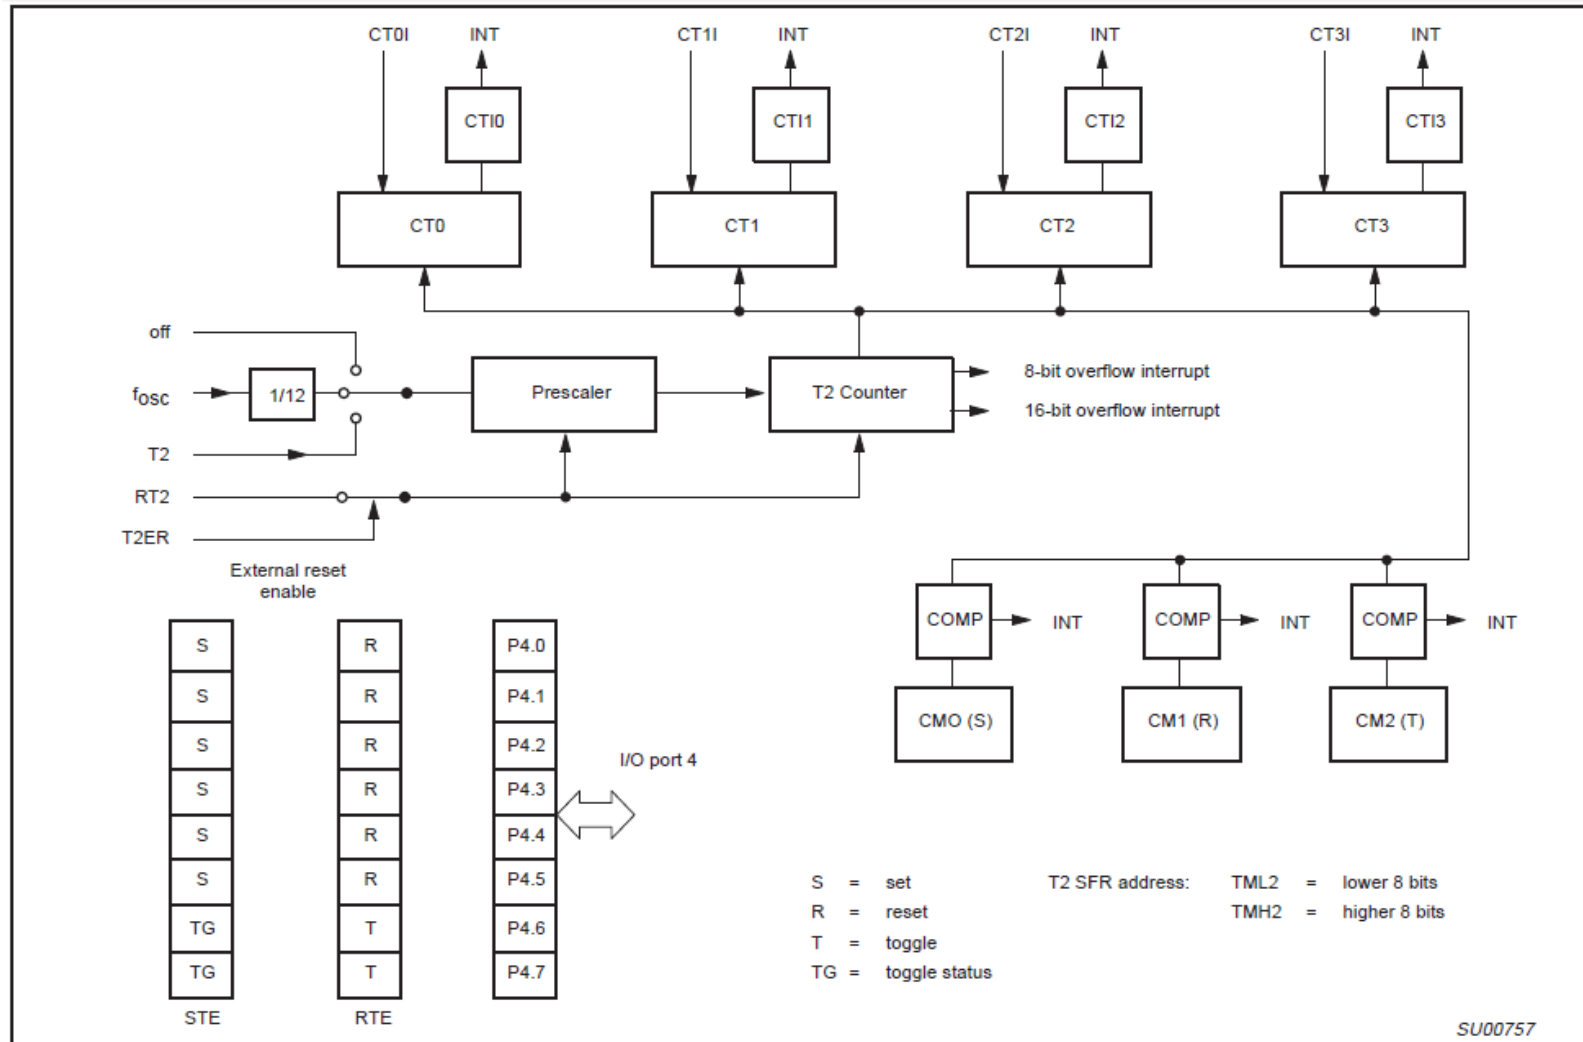 CT0I INT CT1I INT CT2I INT CT3I INT
CTI0 CTI1 CTI2 CTI3
CT0 CT1 CT2 CT3
off
fosc 1/12 Prescaler T2 Counter 8-bit overflow interrupt
16-bit overflow interrupt
T2
RT2
T2ER
External reset
enable
COMP INT COMP INT COMP INT
CMO (S) CM1 (R) CM2 (T)
S R P4.0
S R P4.1
S R P4.2
I/O port 4
S R P4.3
S R P4.4
S R P4.5
TG T P4.6
TG T P4.7
STE RTE
S = set T2 SFR address: TML2 = lower 8 bits
R = reset TMH2 = higher 8 bits
T = toggle
TG = toggle status
SU00757